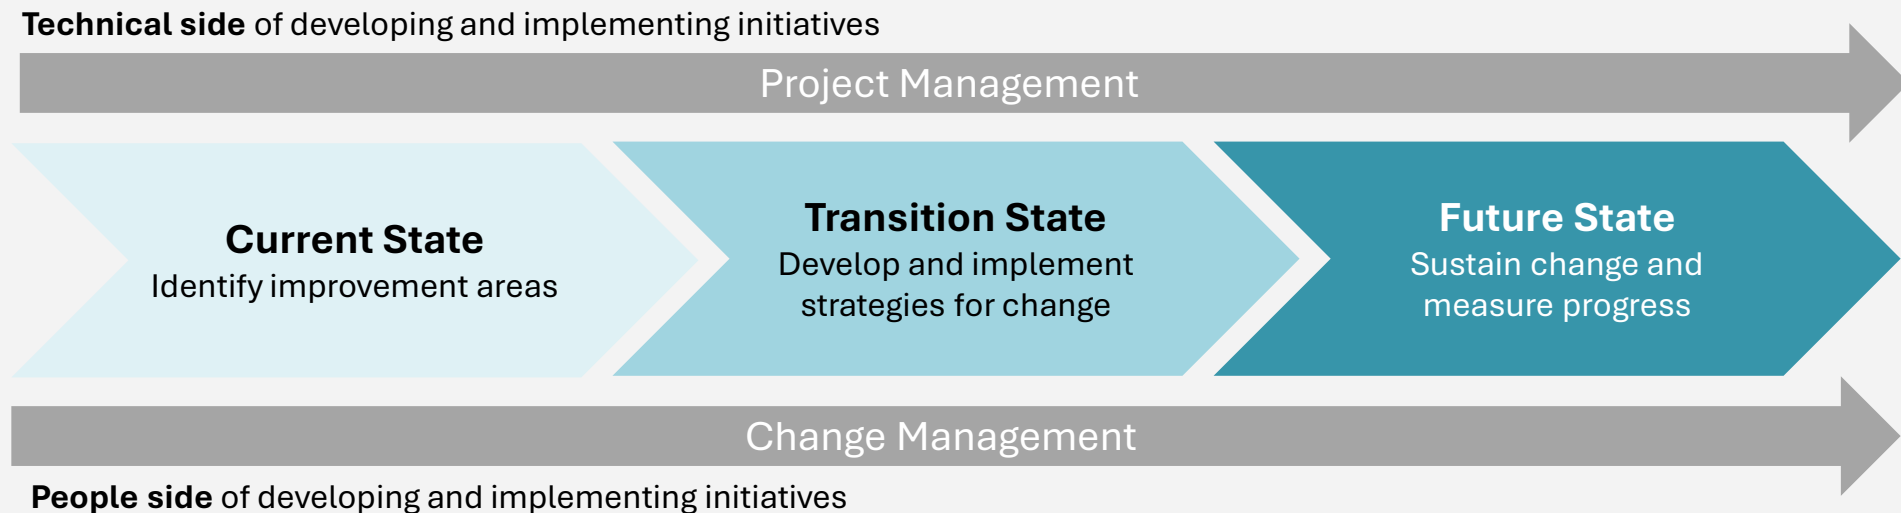 Technical side of developing and implementing initiatives
Project Management
Current State
Identify improvement areas
Transition State
Develop and implement
strategies for change
Future State
Sustain change and
measure progress
Change Management
People side of developing and implementing initiatives